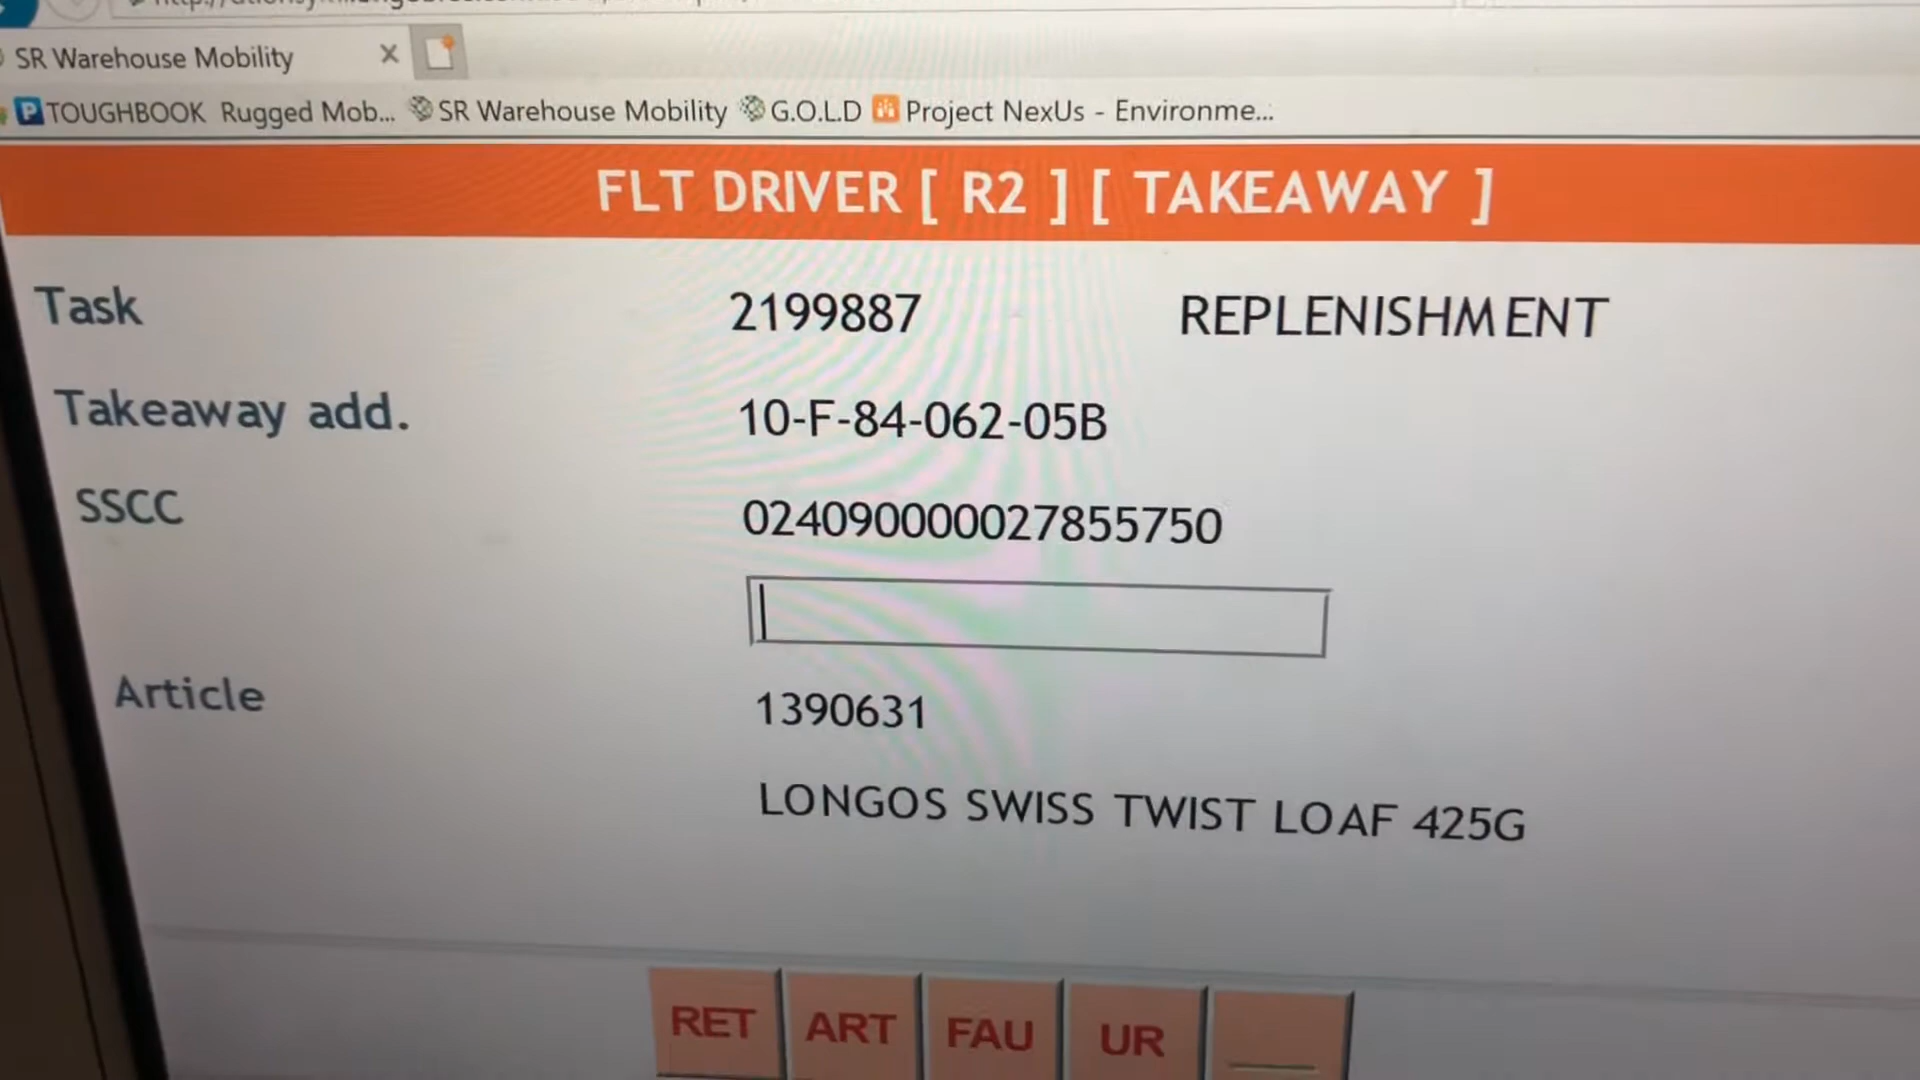 SR Warehouse Mobility
TOUGHBOOK Rugged Mob... SR Warehouse Mobility G.O.L.D Project NexUs - Environme...
FLT DRIVER [ R2 ] [ TAKEAWAY ]
Task 2199887 REPLENISHMENT
Takeaway add. 10-F-84-062-05B
SSCC 024090000027855750
Article 1390631
LONGOS SWISS TWIST LOAF 425G
RET ART FAU UR